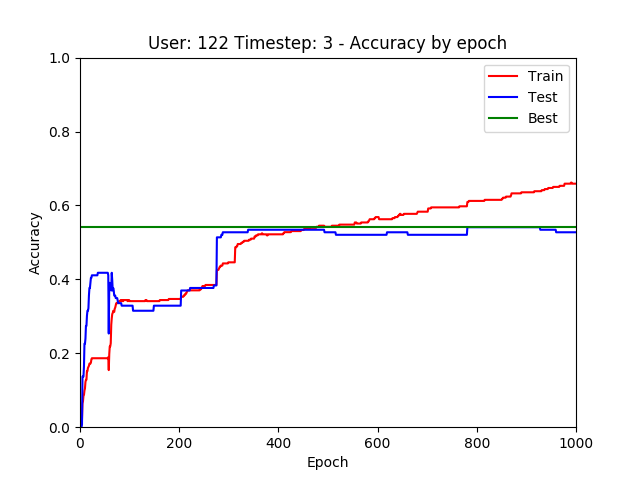 User: 122 Timestep: 3 - Accuracy by epoch
1.0
0.8
0.6
0.4
0.2
0.0
Accuracy
Train
Test
Best
0 200 400 600 800 1000
Epoch